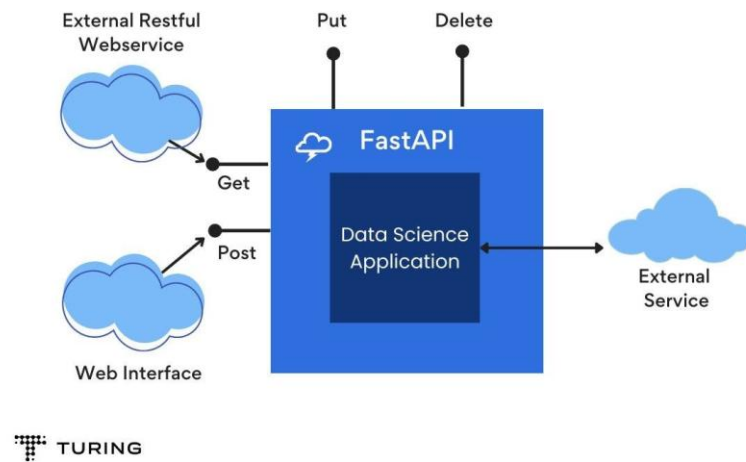 External Restful
Webservice
Put
Delete
FastAPI
Get
Post
Data Science
Application
External
Service
Web Interface
TURING